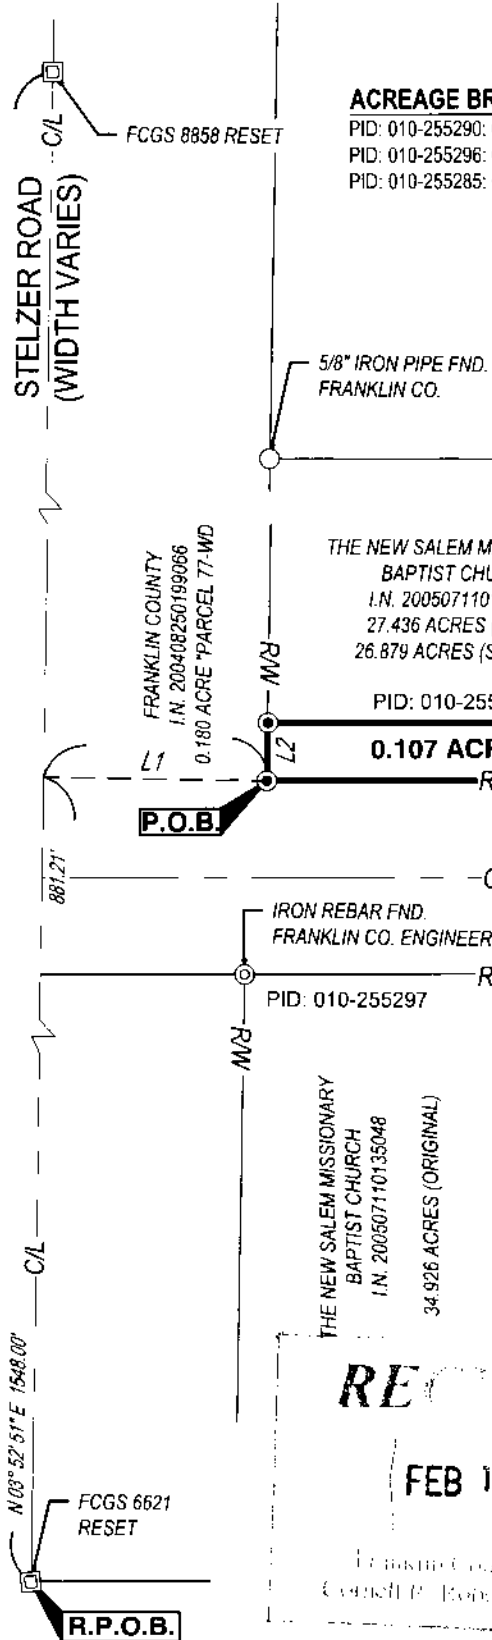 ACREAGE BR
PID: 010-255290:
PID: 010-255296:
PID: 010-255285:
C/L
FCGS 8858 RESET
STELZER ROAD
(WIDTH VARIES)
5/8" IRON PIPE FND.
FRANKLIN CO.
FRANKLIN COUNTY
I.N. 200408250199066
0.180 ACRE "PARCEL 77-WD
THE NEW SALEM M
BAPTIST CHU
I.N. 200507110
27.436 ACRES
26.879 ACRES (S
R/W
PID: 010-255
L1
L2
0.107 ACR
R
P.O.B.
881.21'
C
IRON REBAR FND.
FRANKLIN CO. ENGINEER
R
PID: 010-255297
R/W
THE NEW SALEM MISSIONARY
BAPTIST CHURCH
I.N. 200507110135048
34.926 ACRES (ORIGINAL)
C/L
N 03° 52' 51" E 1548.00'
RE
FEB 1
FCGS 6621
RESET
R.P.O.B.